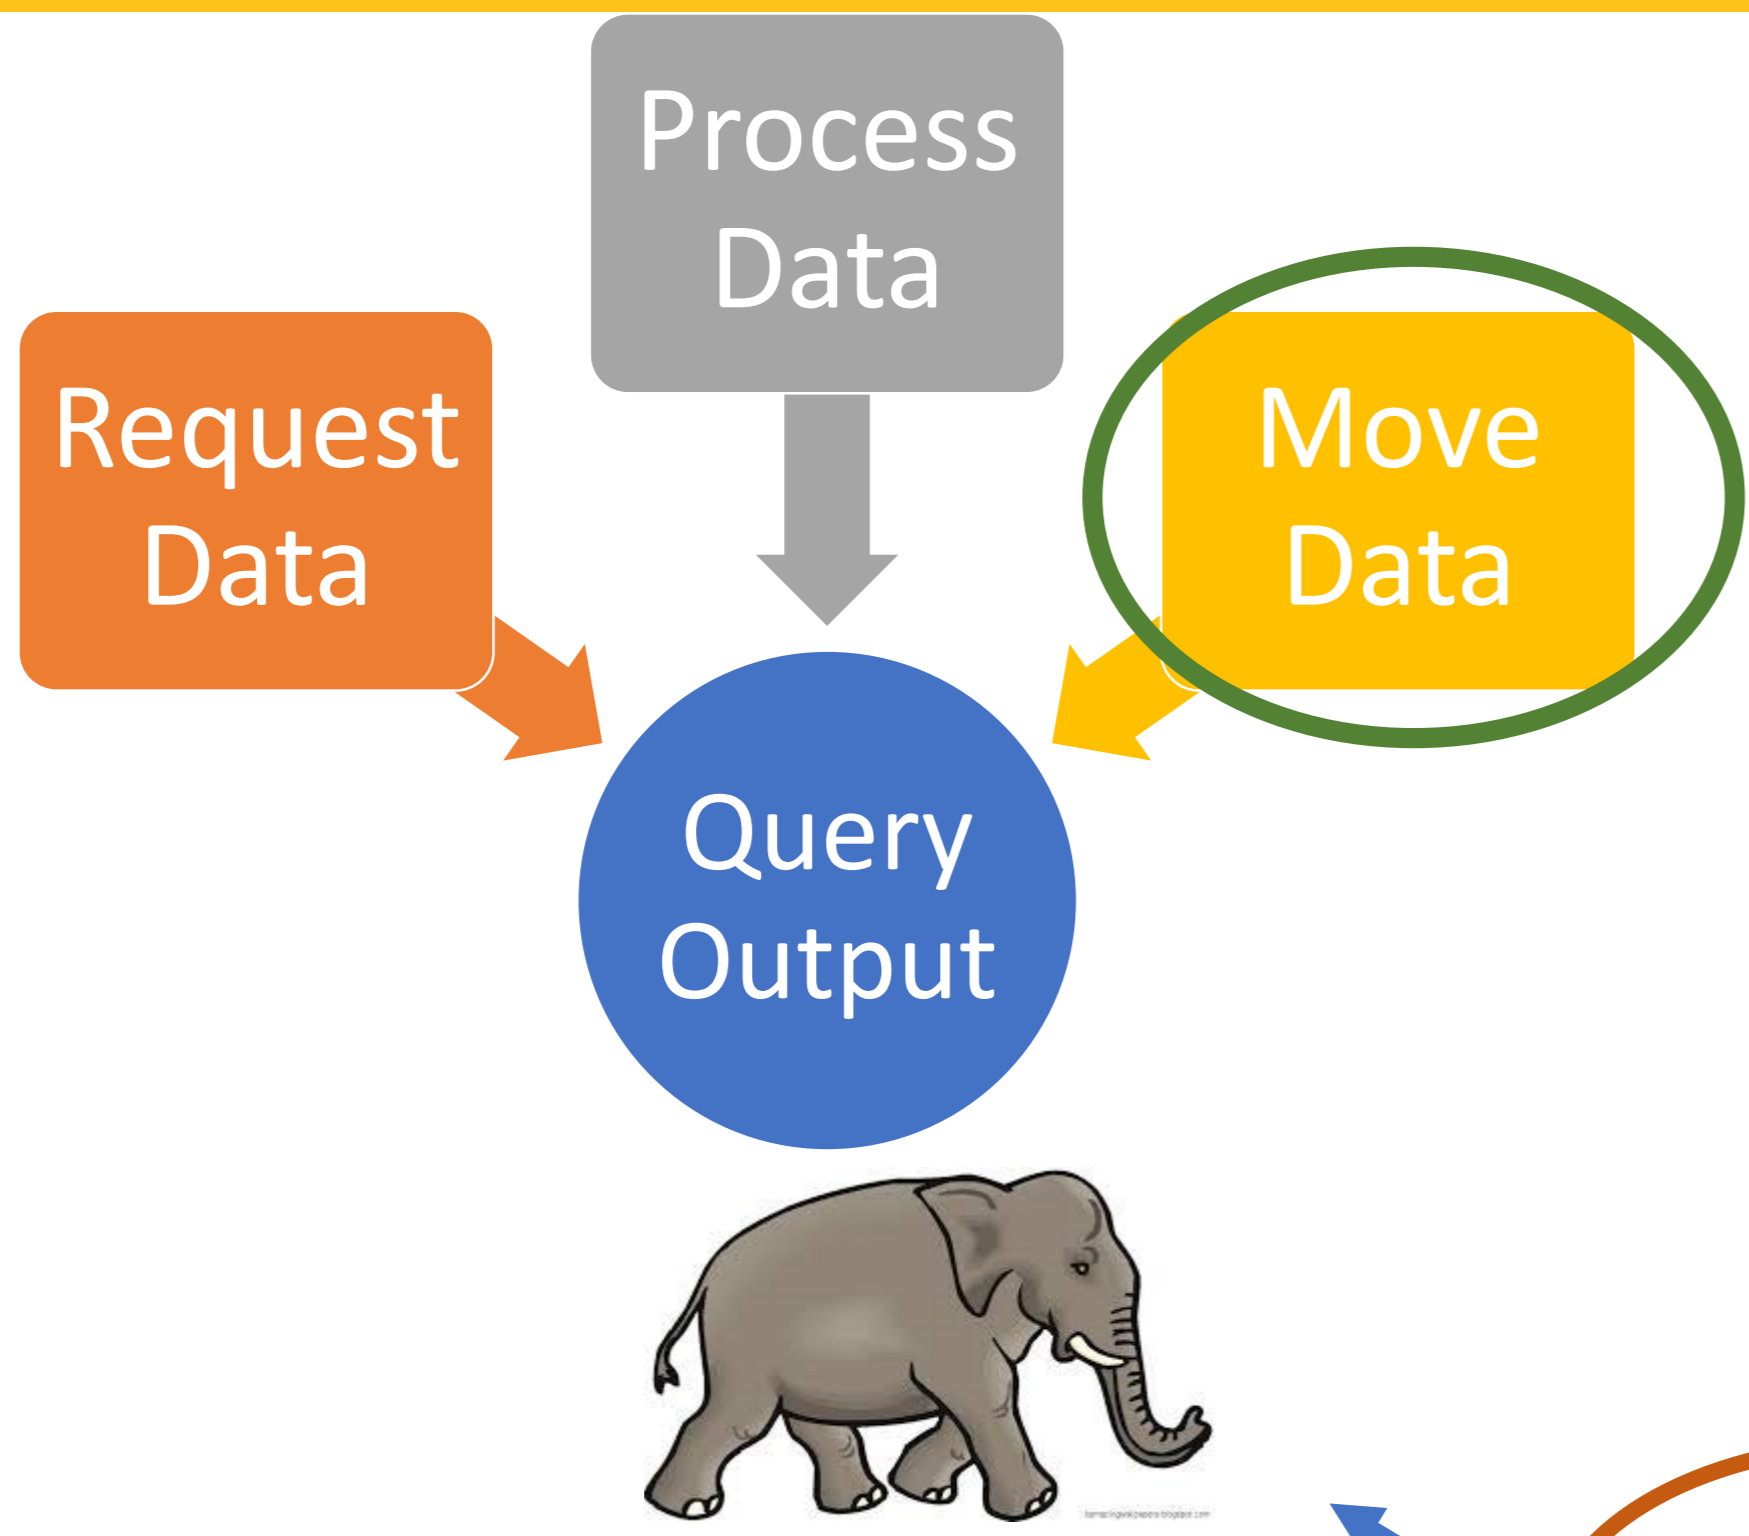 Process
Data
Request
Data
Move
Data
Query
Output